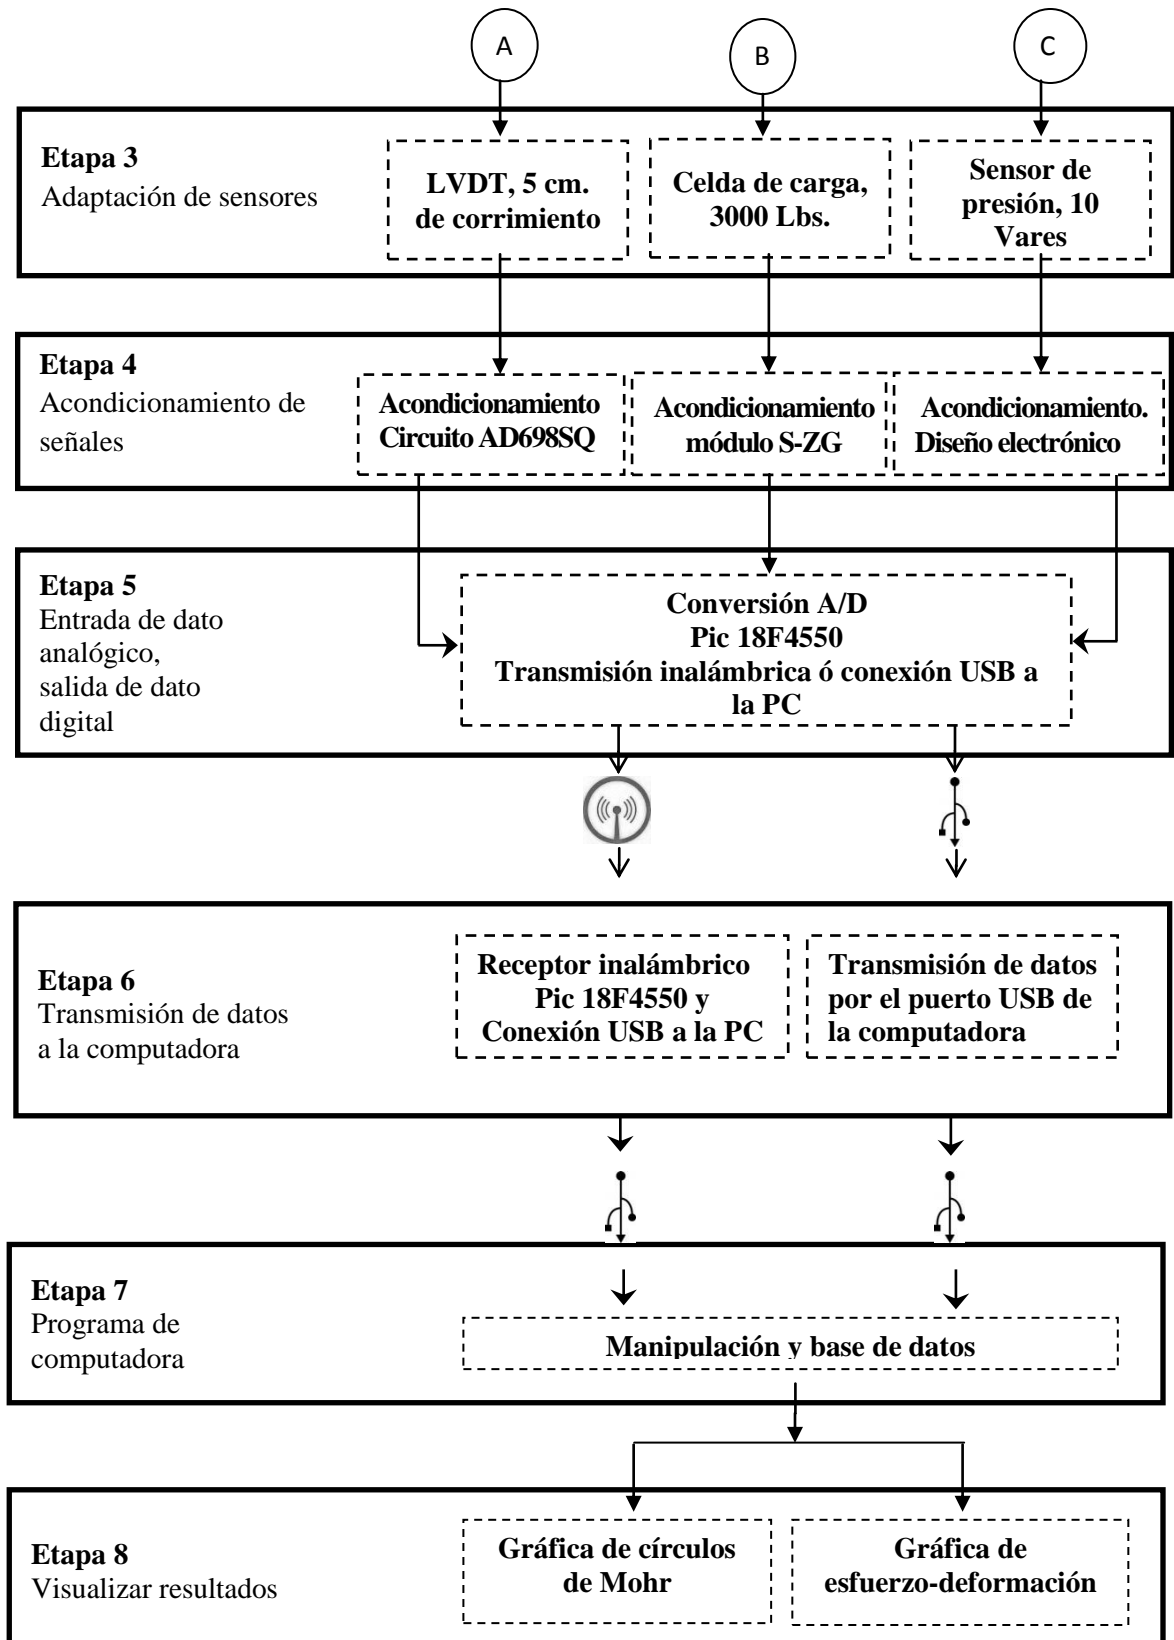 A
B
C
Etapa 3
Adaptación de sensores
LVDT, 5 cm.
de corrimiento
Celda de carga,
3000 Lbs.
Sensor de
presión, 10
Vares
Etapa 4
Acondicionamiento de
señales
Acondicionamiento
Circuito AD698SQ
Acondicionamiento
módulo S-ZG
Acondicionamiento.
Diseño electrónico
Etapa 5
Entrada de dato
analógico,
salida de dato
digital
Conversión A/D
Pic 18F4550
Transmisión inalámbrica ó conexión USB a
la PC
Etapa 6
Transmisión de datos
a la computadora
Receptor inalámbrico
Pic 18F4550 y
Conexión USB a la PC
Transmisión de datos
por el puerto USB de
la computadora
Etapa 7
Programa de
computadora
Manipulación y base de datos
Etapa 8
Visualizar resultados
Gráfica de círculos
de Mohr
Gráfica de
esfuerzo-deformación